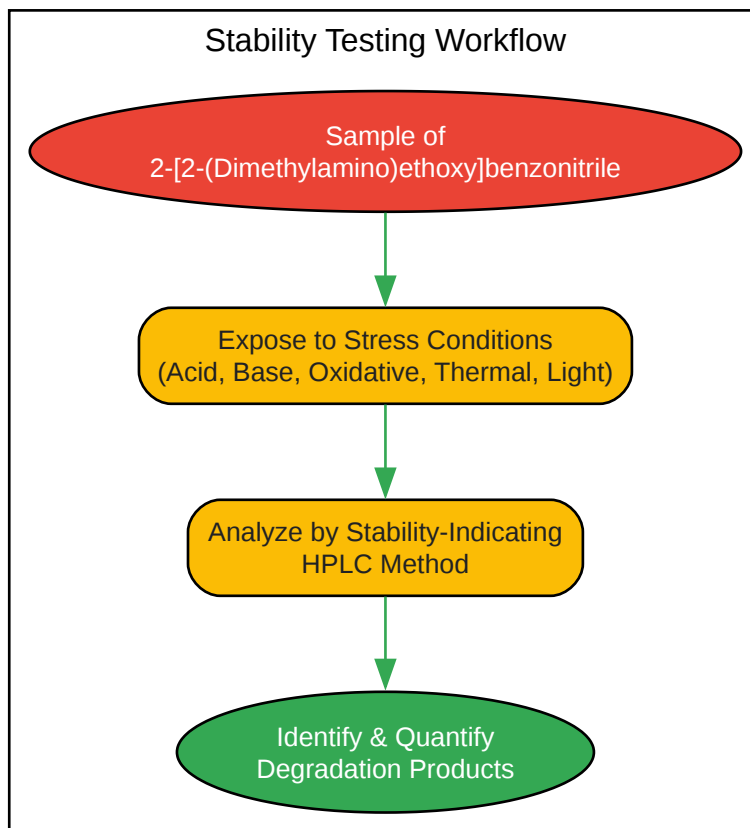 Stability Testing Workflow
Sample of
2-[2-(Dimethylamino)ethoxy]benzonitrile
Expose to Stress Conditions
(Acid, Base, Oxidative, Thermal, Light)
Analyze by Stability-Indicating
HPLC Method
Identify & Quantify
Degradation Products